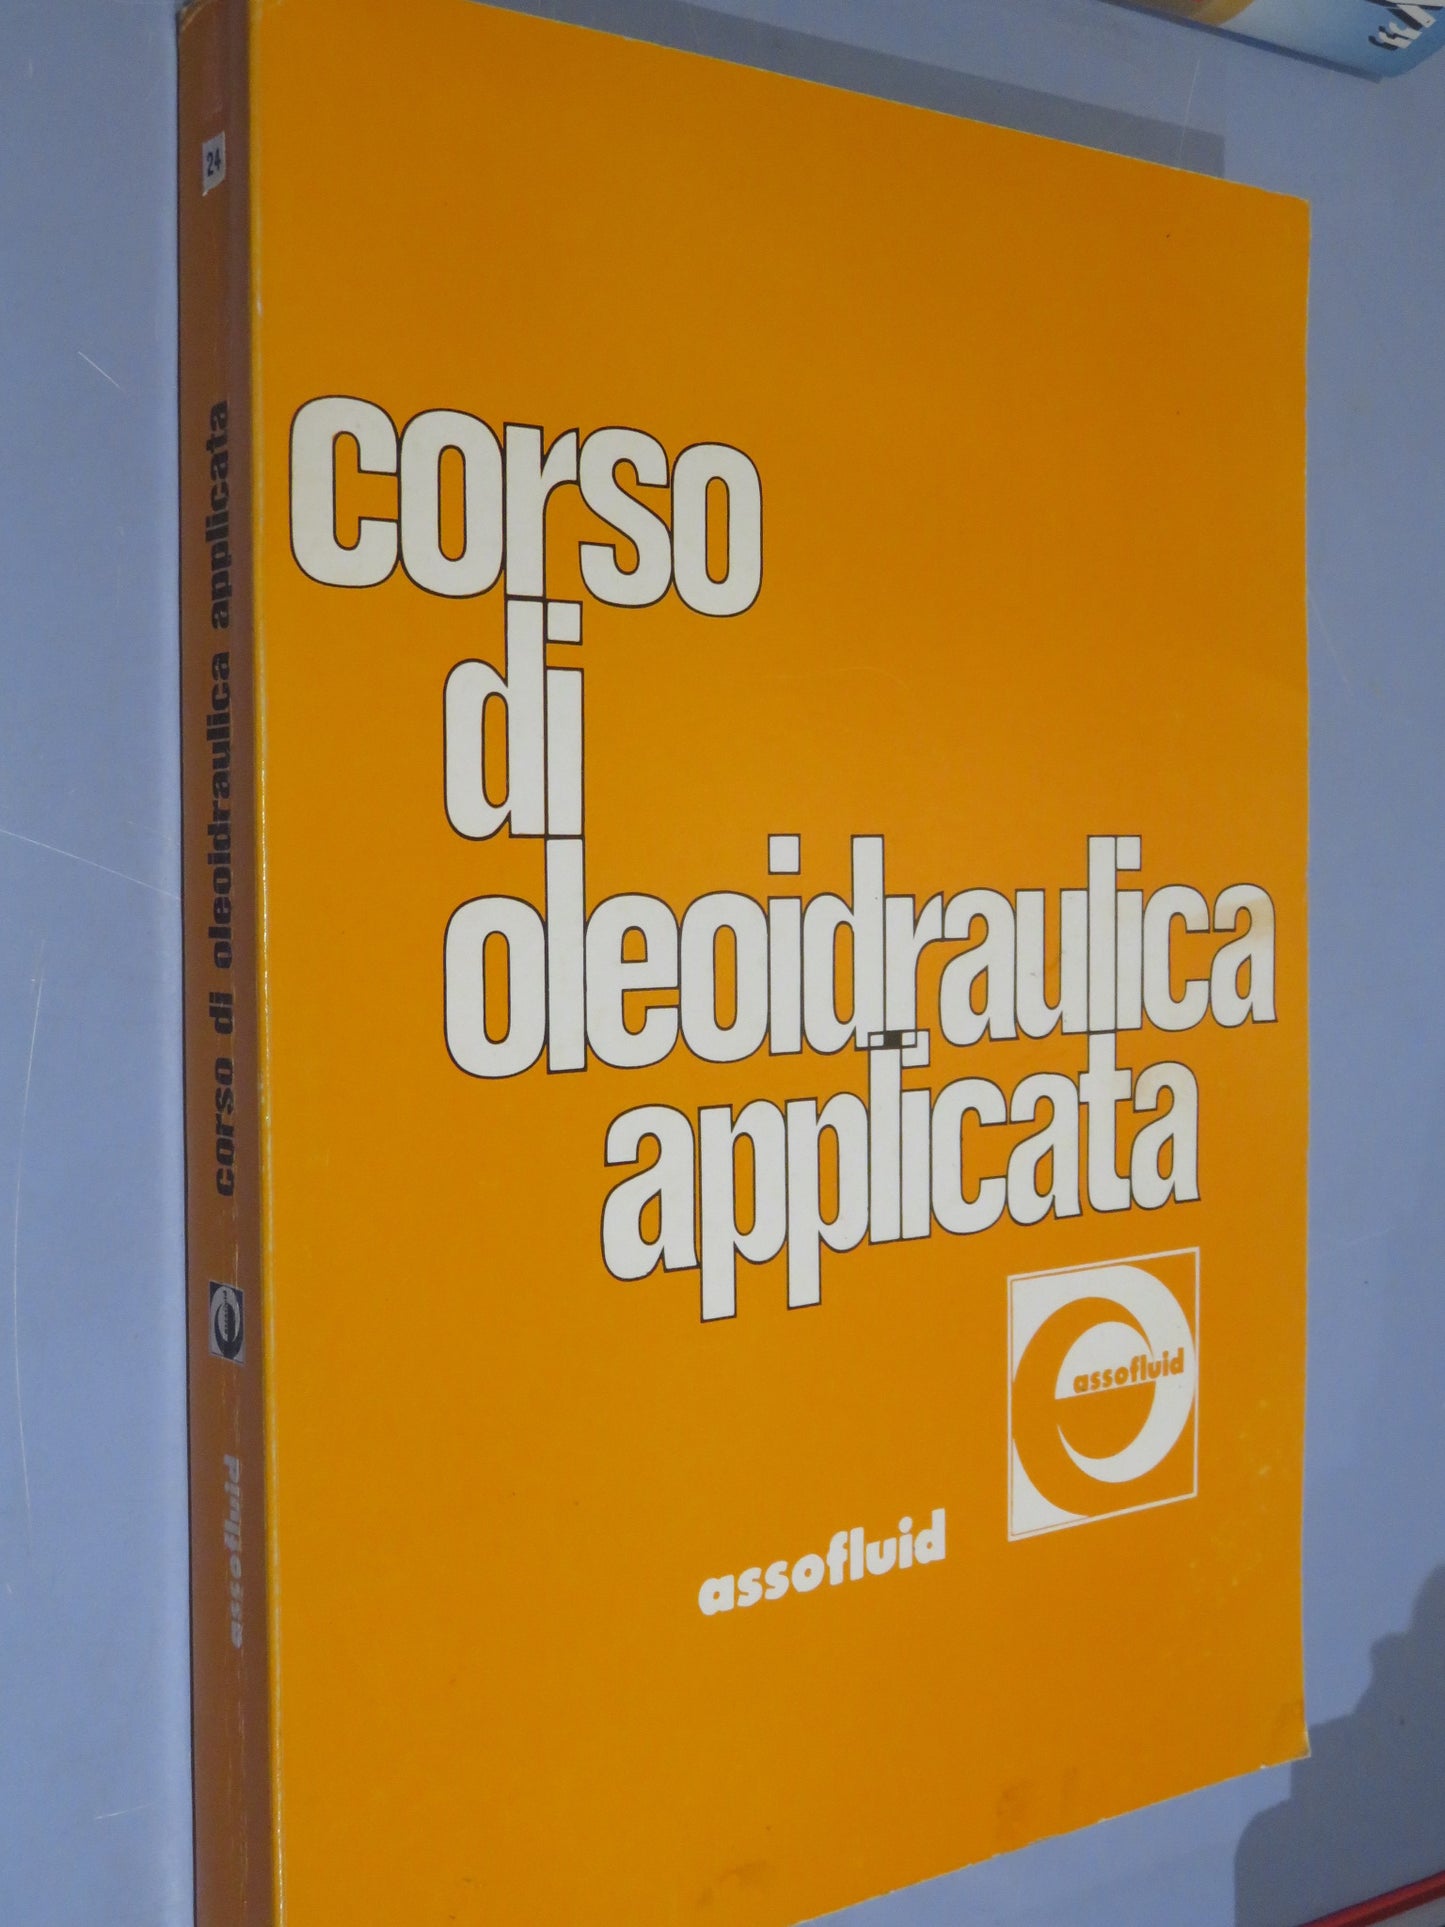 corso
di
oleoidraulica
applicata
assofluid
assofluid
24
corso di oleoidraulica applicata
assofluid